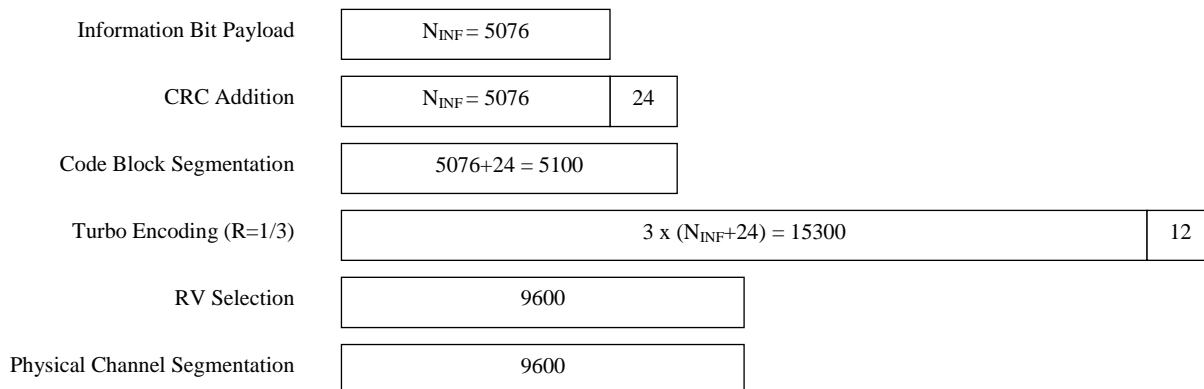 Information Bit Payload N_INF = 5076
CRC Addition N_INF = 5076 24
Code Block Segmentation 5076+24 = 5100
Turbo Encoding (R=1/3) 3 x (N_INF+24) = 15300 12
RV Selection 9600
Physical Channel Segmentation 9600